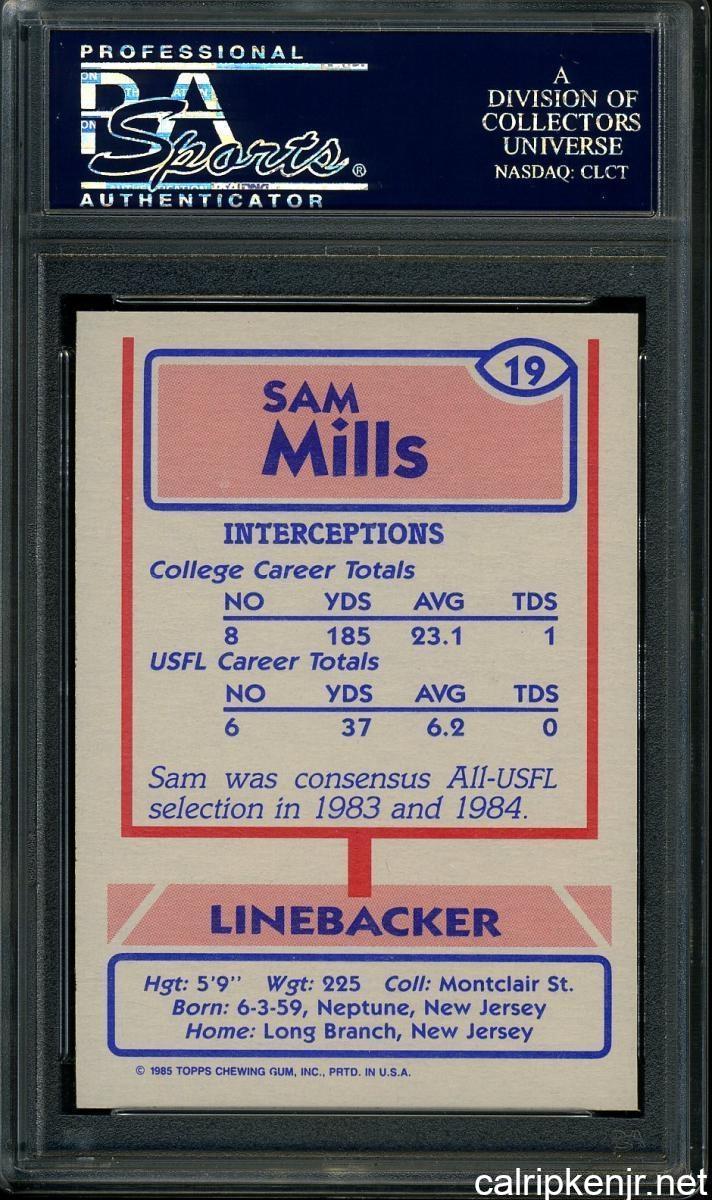 PROFESSIONAL
PSA
Sports®
AUTHENTICATOR
A
DIVISION OF
COLLECTORS
UNIVERSE
NASDAQ: CLCT
19
SAM
Mills
INTERCEPTIONS
College Career Totals
NO YDS AVG TDS
8 185 23.1 1
USFL Career Totals
NO YDS AVG TDS
6 37 6.2 0
Sam was consensus All-USFL
selection in 1983 and 1984.
LINEBACKER
Hgt: 5'9" Wgt: 225 Coll: Montclair St.
Born: 6-3-59, Neptune, New Jersey
Home: Long Branch, New Jersey
© 1985 TOPPS CHEWING GUM, INC., PRTD. IN U.S.A.
calripkenjr.net